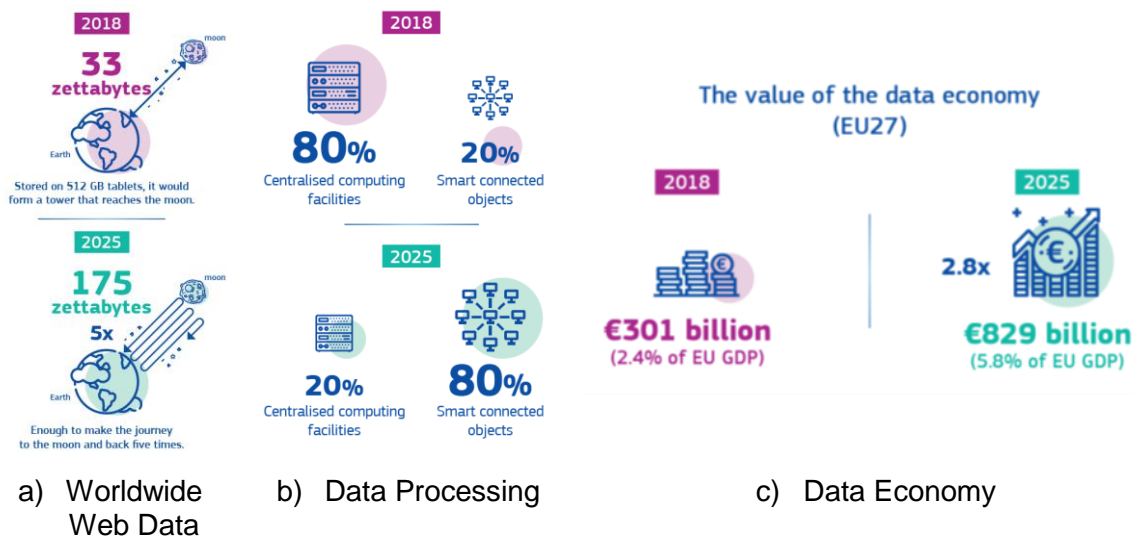 2018
33
zettabytes
moon
Earth
Stored on 512 GB tablets, it would
form a tower that reaches the moon.
2025
175
zettabytes
5x
moon
Earth
Enough to make the journey
to the moon and back five times.
a) Worldwide
Web Data
2018
80%
Centralised computing
facilities
20%
Smart connected
objects
2025
20%
Centralised computing
facilities
80%
Smart connected
objects
b) Data Processing
The value of the data economy
(EU27)
2018
€301 billion
(2.4% of EU GDP)
2025
2.8x
€
€829 billion
(5.8% of EU GDP)
c) Data Economy